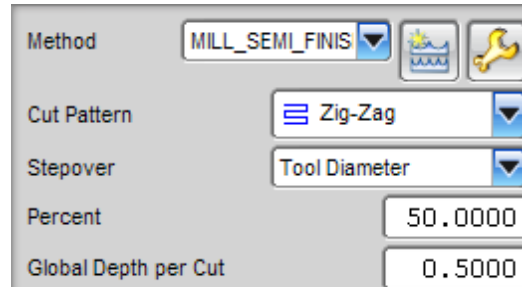 Method MILL_SEMI_FINIS
Cut Pattern Zig-Zag
Stepover Tool Diameter
Percent 50.0000
Global Depth per Cut 0.5000